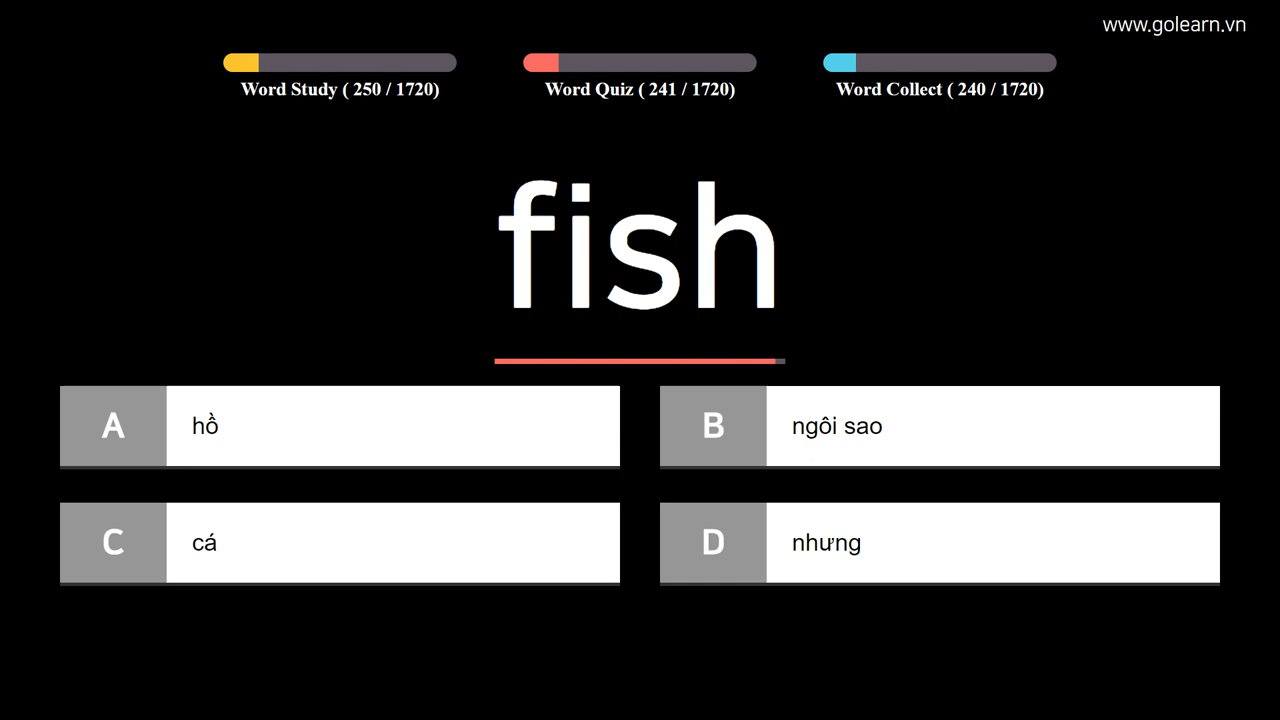 www.golearn.vn
Word Study ( 250 / 1720)
Word Quiz ( 241 / 1720)
Word Collect ( 240 / 1720)
fish
A hồ
B ngôi sao
C cá
D nhưng